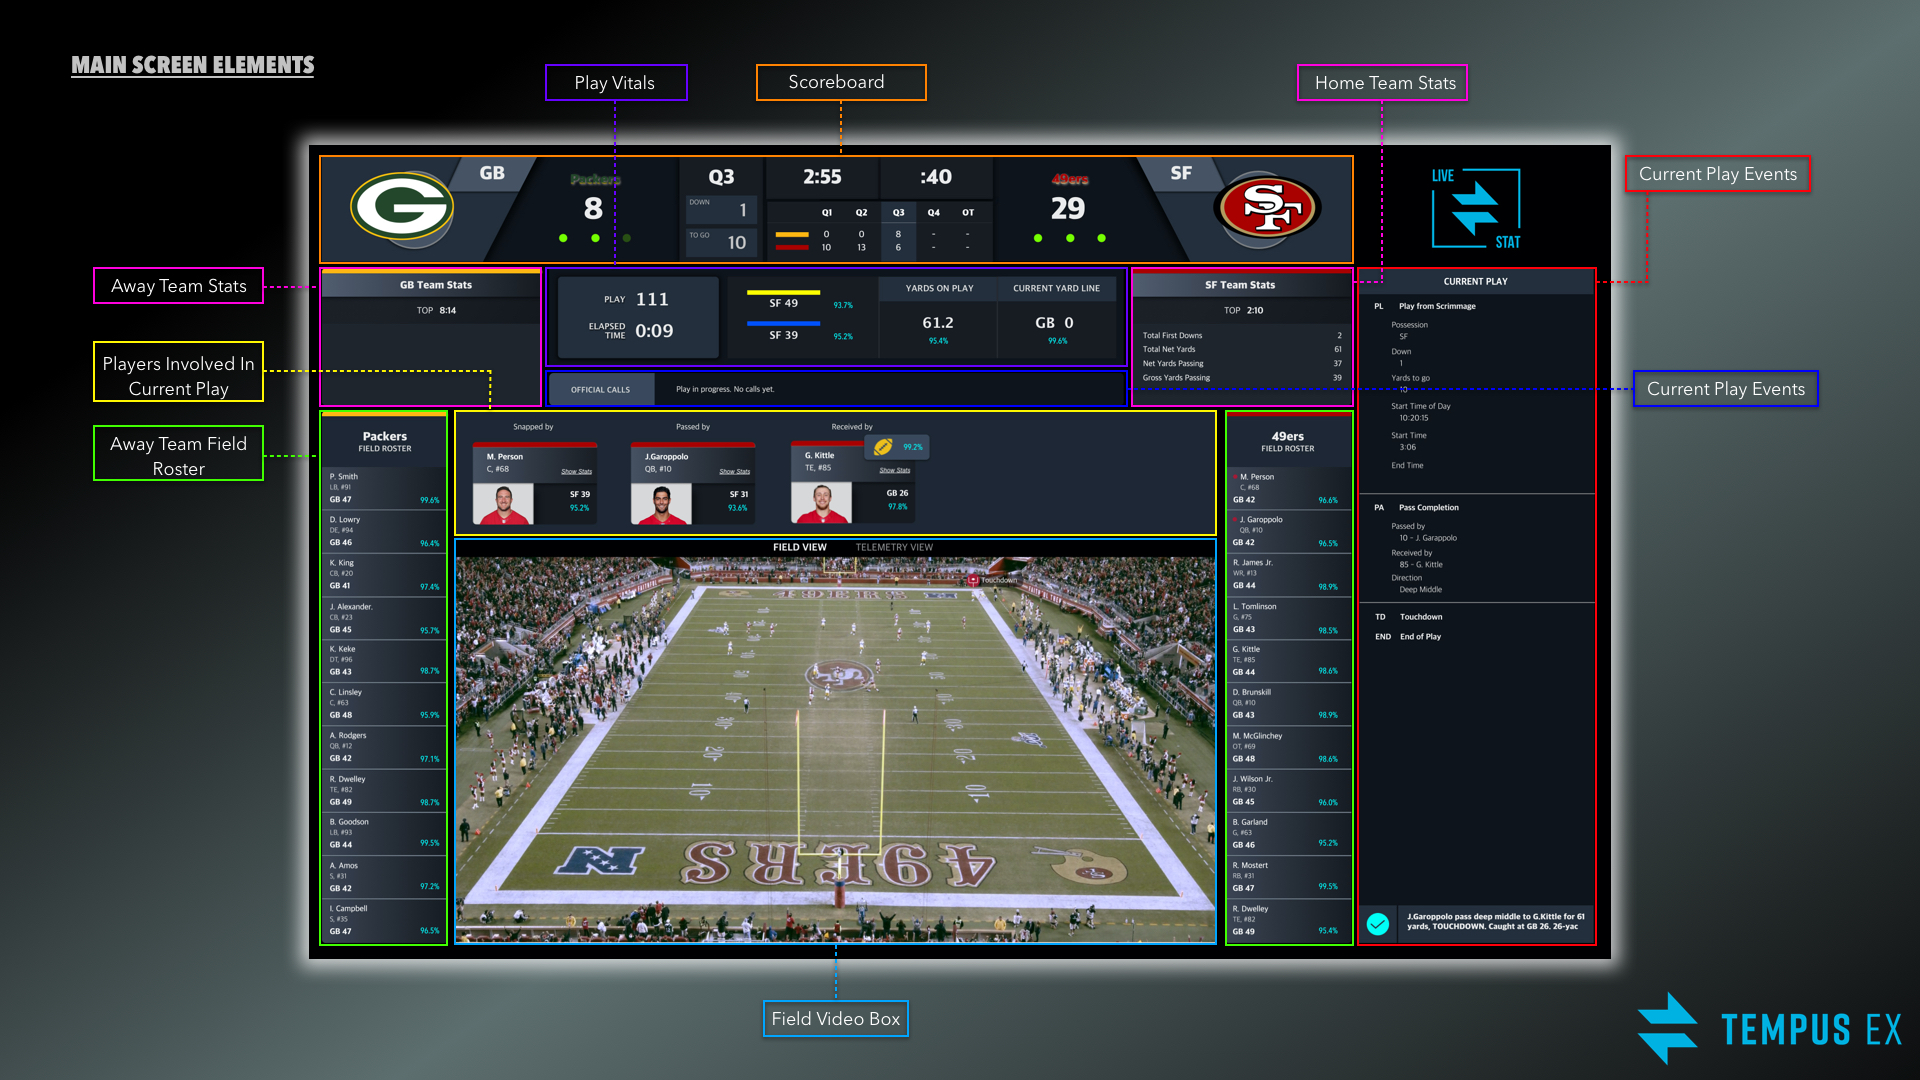 MAIN SCREEN ELEMENTS
Play Vitals
Scoreboard
Home Team Stats
Current Play Events
Away Team Stats
Players Involved In
Current Play
Away Team Field
Roster
Current Play Events
Field Video Box
GB
Packers
8
Q3
DOWN 1
TO GO 10
2:55
:40
Q1 Q2 Q3 Q4 OT
0 0 8 - -
10 13 6 - -
49ers
29
SF
LIVE
STAT
GB Team Stats
TOP 8:14
PLAY 111
ELAPSED
TIME 0:09
SF 49 93.7%
SF 39 95.2%
YARDS ON PLAY
61.2
95.4%
CURRENT YARD LINE
GB 0
99.6%
OFFICIAL CALLS
Play in progress. No calls yet.
SF Team Stats
TOP 2:10
Total First Downs 2
Total Net Yards 61
Net Yards Passing 37
Gross Yards Passing 39
CURRENT PLAY
PL Play from Scrimmage
Possession
SF
Down
1
Yards to go
10
Start Time of Day
10:20:15
Start Time
3:06
End Time
PA Pass Completion
Passed by
10 - J. Garappolo
Received by
85 - G. Kittle
Direction
Deep Middle
TD Touchdown
END End of Play
J.Garoppolo pass deep middle to G.Kittle for 61
yards, TOUCHDOWN. Caught at GB 26. 26-yac
Packers
FIELD ROSTER
P. Smith
LB, #91
GB 47 99.6%
D. Lowry
DE, #94
GB 46 96.4%
K. King
CB, #20
GB 41 97.4%
J. Alexander.
CB, #23
GB 45 95.7%
K. Keke
DT, #96
GB 43 98.7%
C. Linsley
C, #63
GB 48 95.9%
A. Rodgers
QB, #12
GB 42 97.1%
R. Dwelley
TE, #82
GB 49 98.7%
B. Goodson
LB, #93
GB 44 99.5%
A. Amos
S, #31
GB 42 97.2%
I. Campbell
S, #35
GB 47 96.5%
Snapped by
M. Person
C, #68
Show Stats
SF 39
95.2%
Passed by
J.Garoppolo
QB, #10
Show Stats
SF 31
93.6%
Received by
99.2%
G. Kittle
TE, #85
Show Stats
GB 26
97.8%
FIELD VIEW TELEMETRY VIEW
Touchdown
49ERS
49ERS
49ers
FIELD ROSTER
M. Person
C, #68
GB 42 96.6%
J. Garoppolo
QB, #10
GB 42 96.5%
R. James Jr.
WR, #13
GB 44 98.9%
L. Tomlinson
G, #75
GB 43 98.5%
G. Kittle
TE, #85
GB 44 98.6%
D. Brunskill
QB, #10
GB 43 98.9%
M. McGlinchey
OT, #69
GB 48 98.6%
J. Wilson Jr.
RB, #30
GB 45 96.0%
B. Garland
G, #63
GB 46 95.2%
R. Mostert
RB, #31
GB 47 99.5%
R. Dwelley
TE, #82
GB 49 95.4%
TEMPUS EX